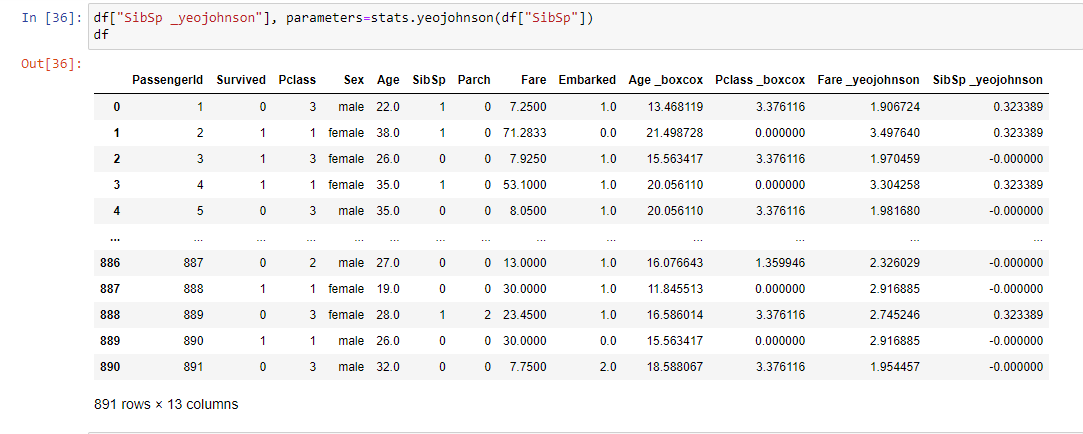 In [36]: df["SibSp _yeojohnson"], parameters=stats.yeojohnson(df["SibSp"])
df
Out[36]:
PassengerId Survived Pclass Sex Age SibSp Parch Fare Embarked Age _boxcox Pclass _boxcox Fare _yeojohnson SibSp _yeojohnson
0 1 0 3 male 22.0 1 0 7.2500 1.0 13.468119 3.376116 1.906724 0.323389
1 2 1 1 female 38.0 1 0 71.2833 0.0 21.498728 0.000000 3.497640 0.323389
2 3 1 3 female 26.0 0 0 7.9250 1.0 15.563417 3.376116 1.970459 -0.000000
3 4 1 1 female 35.0 1 0 53.1000 1.0 20.056110 0.000000 3.304258 0.323389
4 5 0 3 male 35.0 0 0 8.0500 1.0 20.056110 3.376116 1.981680 -0.000000
... ... ... ... ... ... ... ... ... ... ... ... ... ...
886 887 0 2 male 27.0 0 0 13.0000 1.0 16.076643 1.359946 2.326029 -0.000000
887 888 1 1 female 19.0 0 0 30.0000 1.0 11.845513 0.000000 2.916885 -0.000000
888 889 0 3 female 28.0 1 2 23.4500 1.0 16.586014 3.376116 2.745246 0.323389
889 890 1 1 male 26.0 0 0 30.0000 0.0 15.563417 0.000000 2.916885 -0.000000
890 891 0 3 male 32.0 0 0 7.7500 2.0 18.588067 3.376116 1.954457 -0.000000
891 rows × 13 columns